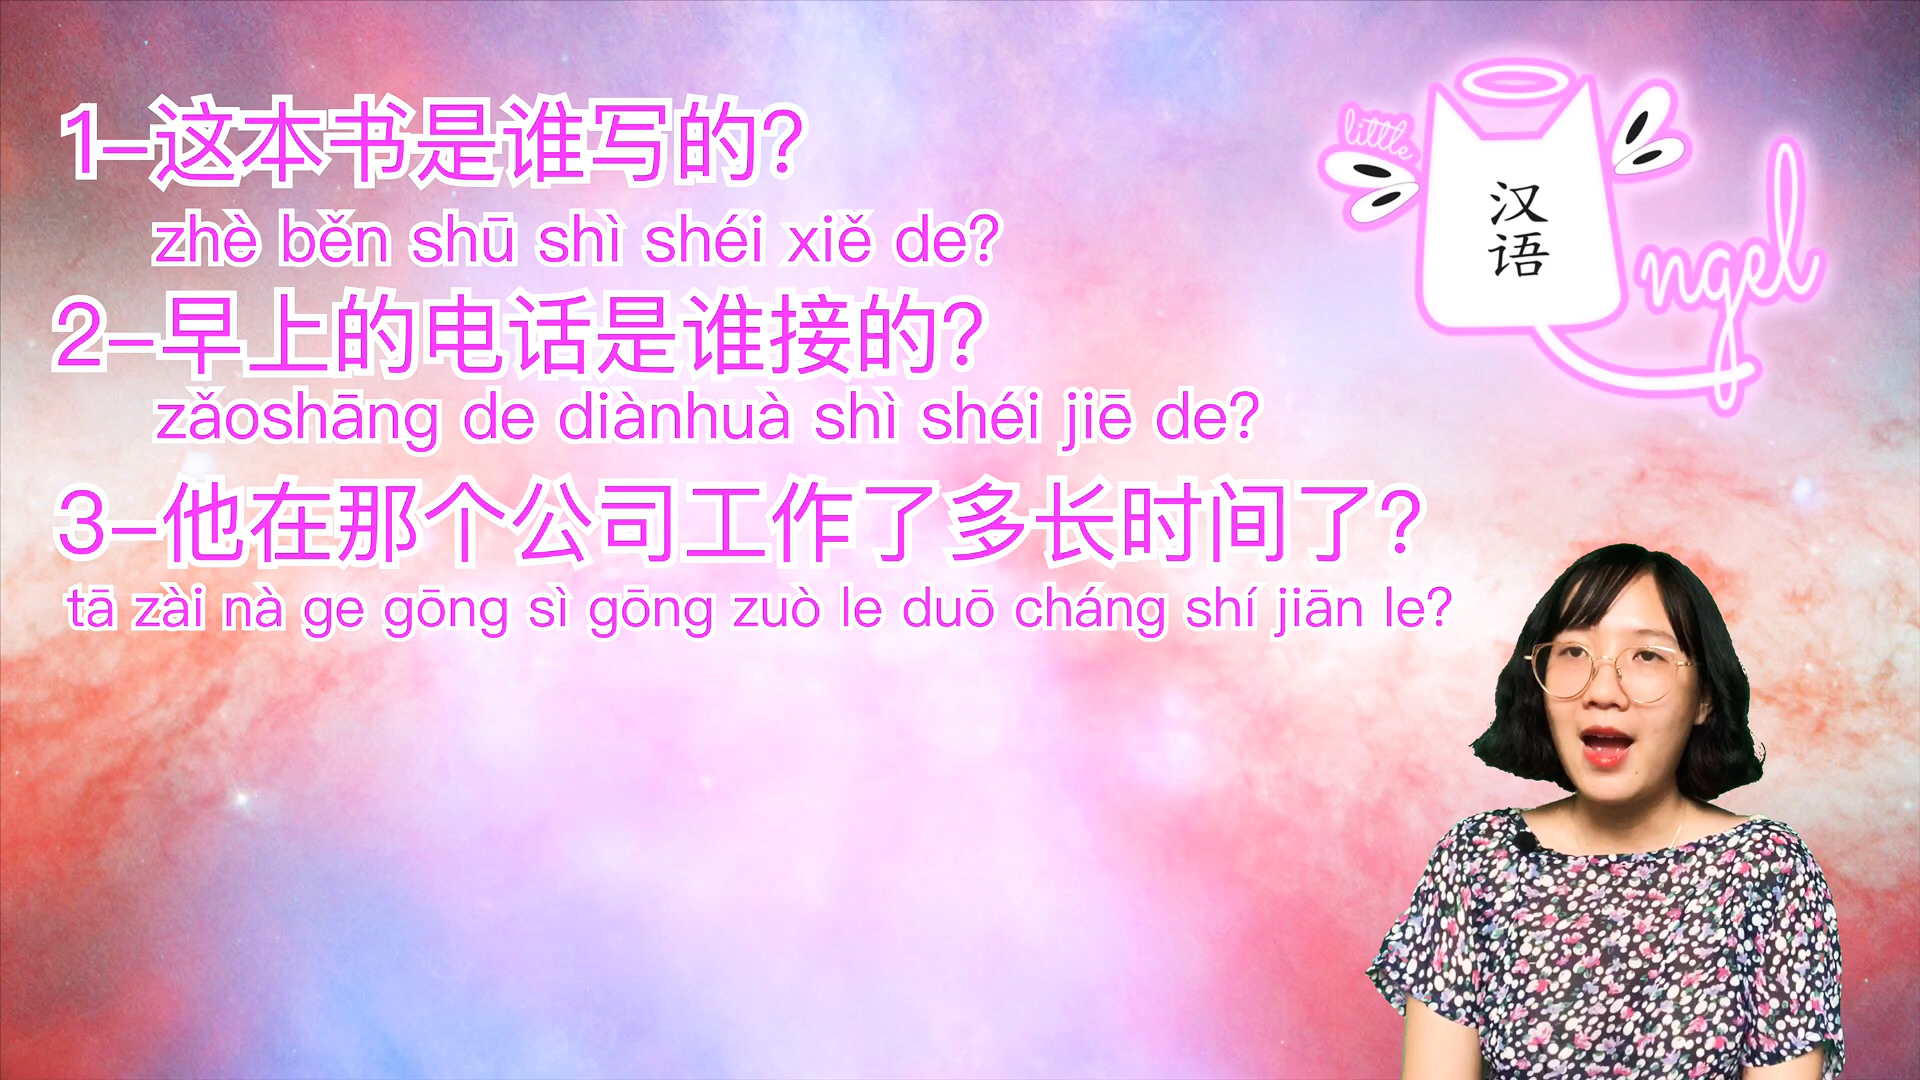 1-这本书是谁写的?
zhè běn shū shì shéi xiě de?
2-早上的电话是谁接的?
zǎoshāng de diànhuà shì shéi jiē de?
3-他在那个公司工作了多长时间了?
tā zài nà ge gōng sì gōng zuò le duō cháng shí jiān le?
little
汉
语
ngel